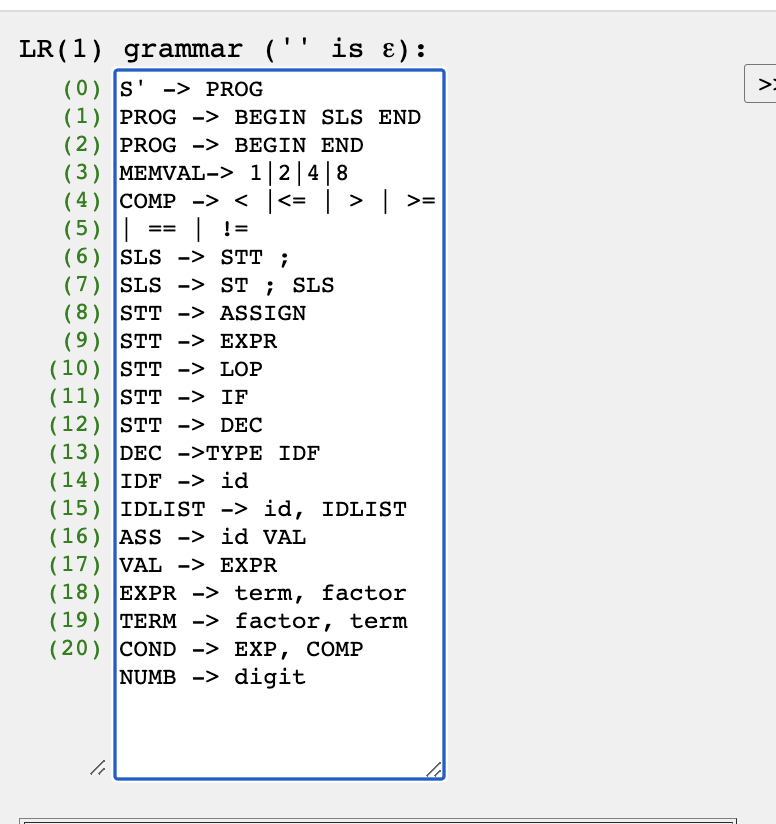 LR(1) grammar ('' is ε):
>
(0) S' -> PROG
(1) PROG -> BEGIN SLS END
(2) PROG -> BEGIN END
(3) MEMVAL-> 1|2|4|8
(4) COMP -> < |<= | > | >=
(5) | == | !=
(6) SLS -> STT ;
(7) SLS -> ST ; SLS
(8) STT -> ASSIGN
(9) STT -> EXPR
(10) STT -> LOP
(11) STT -> IF
(12) STT -> DEC
(13) DEC ->TYPE IDF
(14) IDF -> id
(15) IDLIST -> id, IDLIST
(16) ASS -> id VAL
(17) VAL -> EXPR
(18) EXPR -> term, factor
(19) TERM -> factor, term
(20) COND -> EXP, COMP
NUMB -> digit